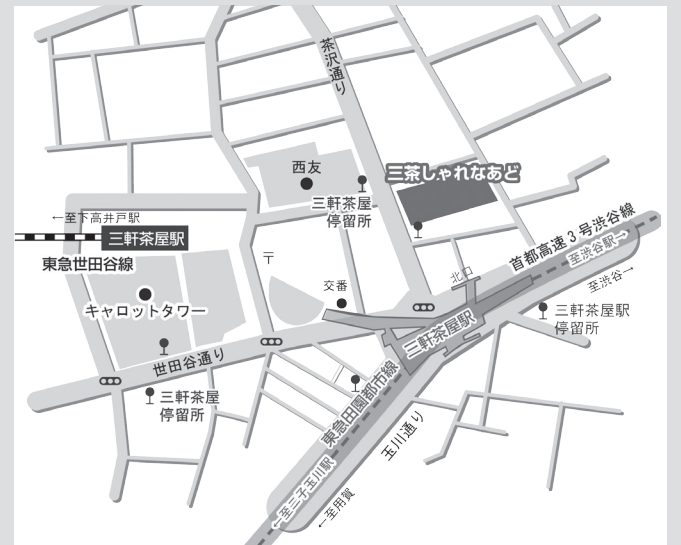 茶沢通り
西友
三茶しゃれなあど
三軒茶屋
停留所
←至下高井戸駅
三軒茶屋駅
東急世田谷線
〒
首都高速3号渋谷線
至渋谷駅→
至渋谷→
北口
交番
キャロットタワー
三軒茶屋駅
三軒茶屋駅
停留所
世田谷通り
三軒茶屋
停留所
東急田園都市線
玉川通り
←至二子玉川駅
←至用賀